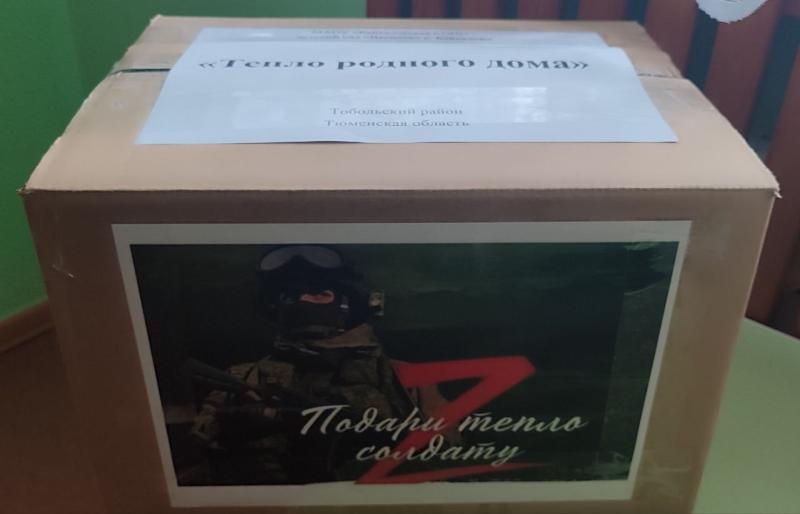 «Тепло родного дома»
Тобольский район
Тюменская область
Z
Подари тепло
солдату